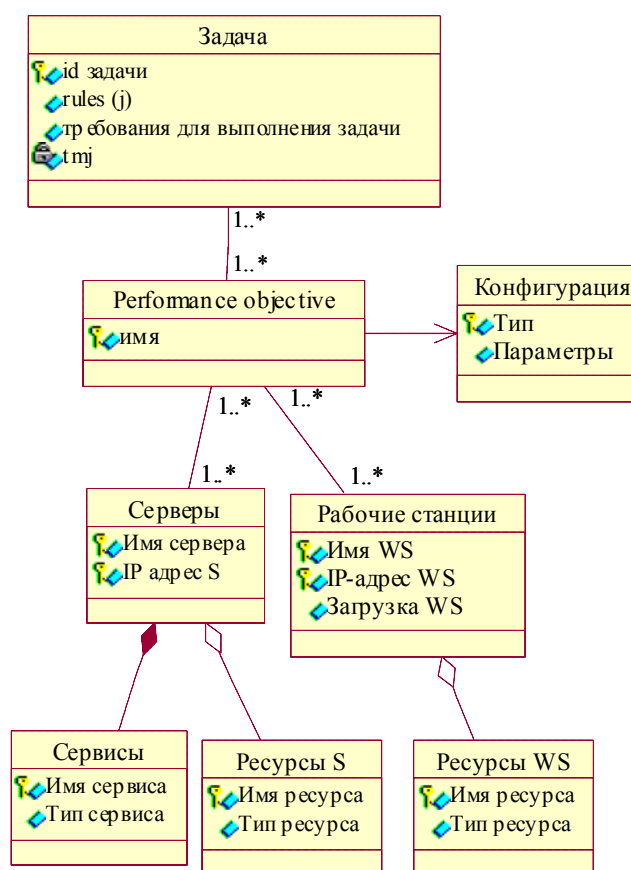 Задача
id задачи
rules (j)
требования для выполнения задачи
tmj
1..*
1..*
Performance objective
имя
Конфигурация
Тип
Параметры
1..*
1..*
1..*
1..*
Серверы
Имя сервера
IP адрес S
Рабочие станции
Имя WS
IP-адрес WS
Загрузка WS
Сервисы
Имя сервиса
Тип сервиса
Ресурсы S
Имя ресурса
Тип ресурса
Ресурсы WS
Имя ресурса
Тип ресурса